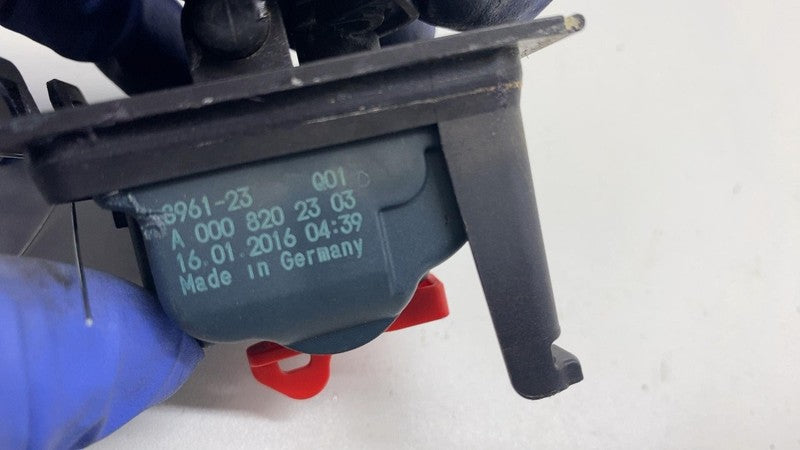 8961-23 Q01
A 000 820 23 03
16.01.2016 04:39
Made in Germany